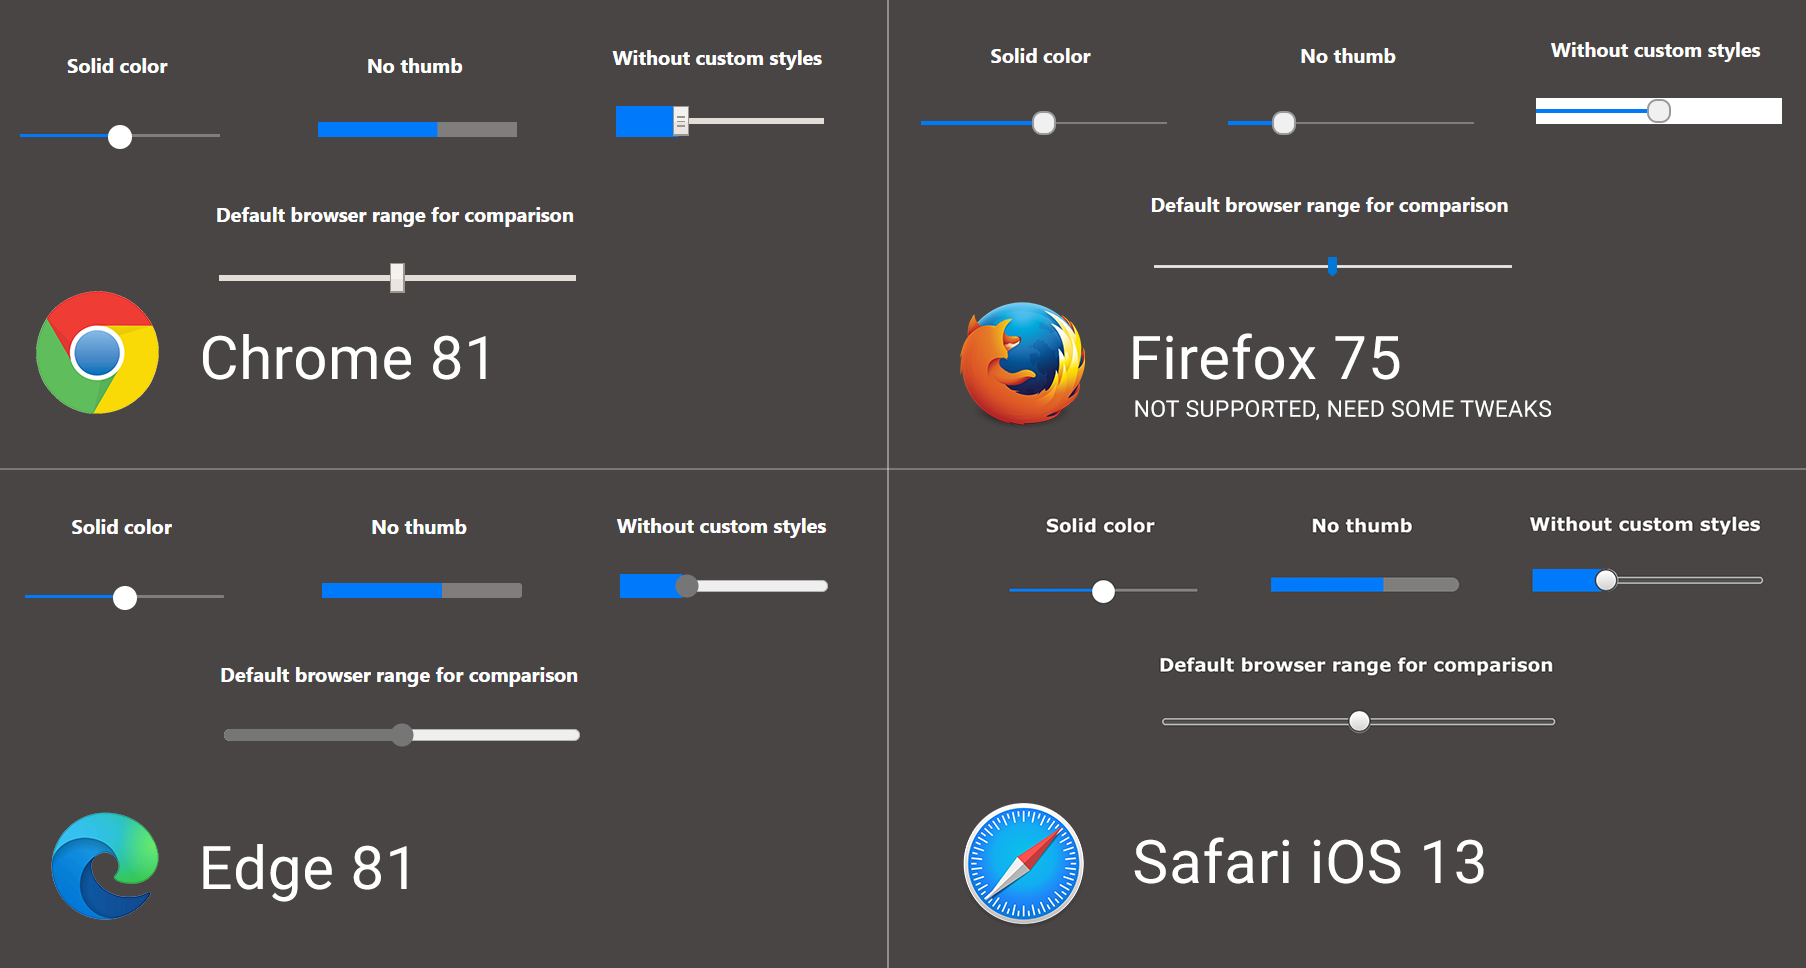 Solid color
No thumb
Without custom styles
Default browser range for comparison
Chrome 81
Solid color
No thumb
Without custom styles
Default browser range for comparison
Firefox 75
NOT SUPPORTED, NEED SOME TWEAKS
Solid color
No thumb
Without custom styles
Default browser range for comparison
Edge 81
Solid color
No thumb
Without custom styles
Default browser range for comparison
Safari iOS 13